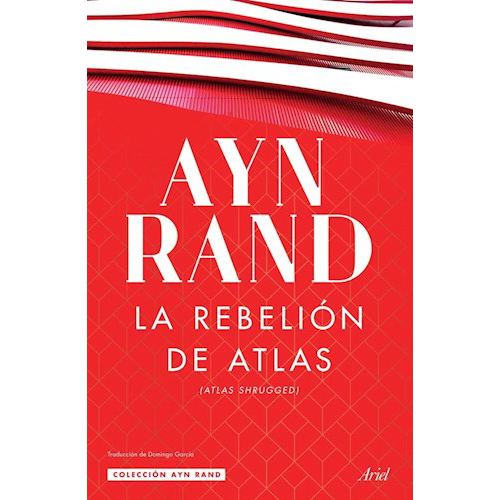 AYN
RAND
LA REBELIÓN
DE ATLAS
(ATLAS SHRUGGED)
Traducción de Domingo García
COLECCIÓN AYN RAND
Ariel